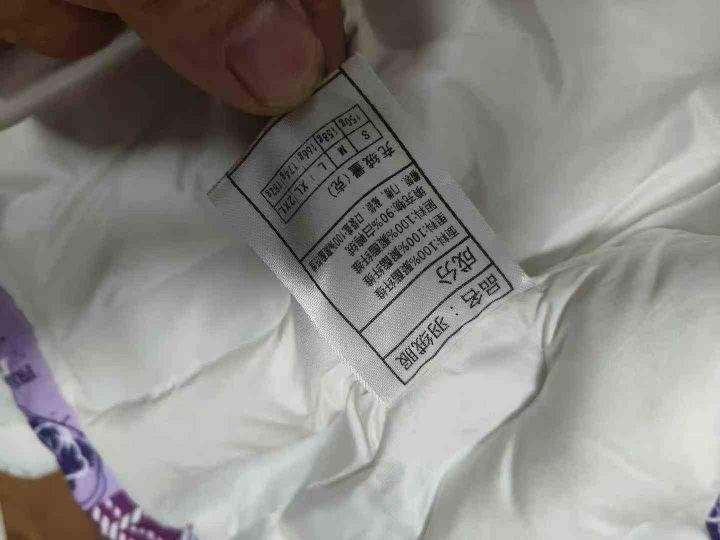 品名：羽绒服
成分
面料:100%聚酯纤维
里料:100%聚酯纤维
填充物:90%白鸭绒
充绒量（克）
S M L XL 2XL
150g 158g 166g 174g 182g